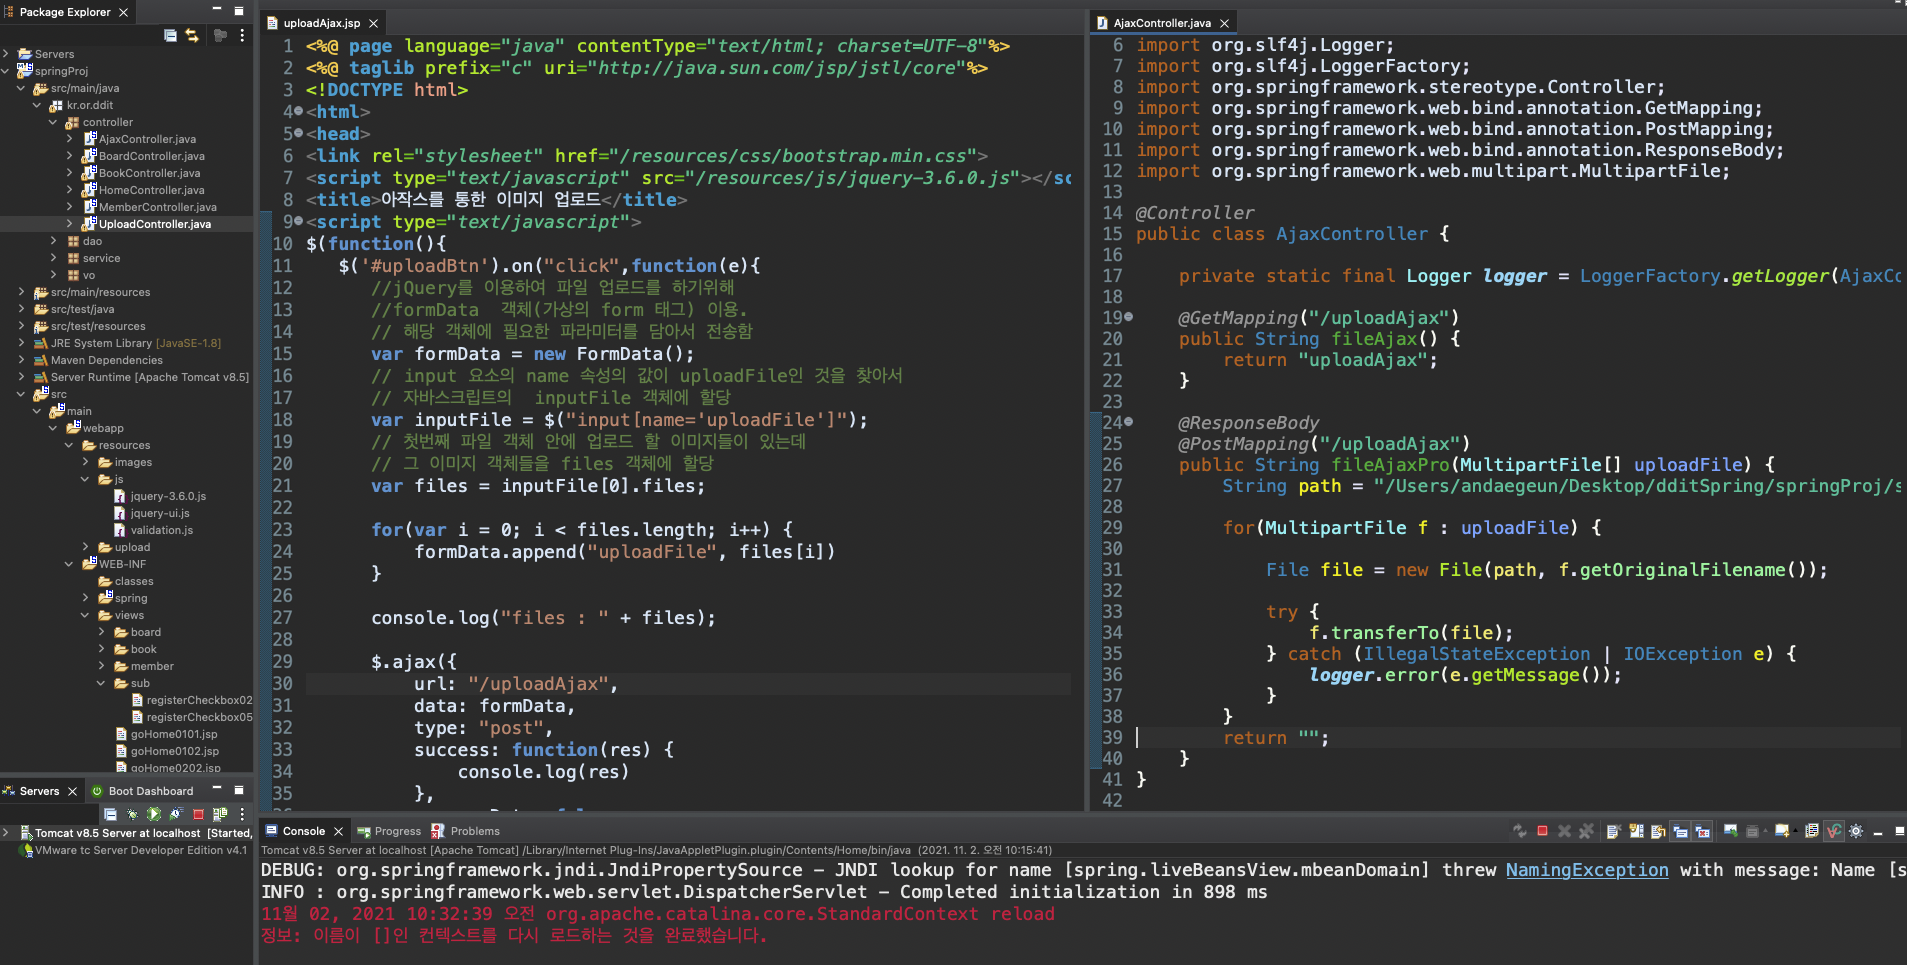 Package Explorer
Servers
springProj
src/main/java
kr.or.ddit
controller
AjaxController.java
BoardController.java
BookController.java
HomeController.java
MemberController.java
UploadController.java
dao
service
vo
src/main/resources
src/test/java
src/test/resources
JRE System Library [JavaSE-1.8]
Maven Dependencies
Server Runtime [Apache Tomcat v8.5]
src
main
webapp
resources
images
js
jquery-3.6.0.js
jquery-ui.js
validation.js
upload
WEB-INF
classes
spring
views
board
book
member
sub
registerCheckbox02
registerCheckbox05
goHome0101.jsp
goHome0102.jsp
goHome0202.jsp
Servers
Boot Dashboard
Tomcat v8.5 Server at localhost [Started,
VMware tc Server Developer Edition v4.1
uploadAjax.jsp
1 <%@ page language="java" contentType="text/html; charset=UTF-8"%>
2 <%@ taglib prefix="c" uri="http://java.sun.com/jsp/jstl/core"%>
3 <!DOCTYPE html>
4 <html>
5 <head>
6 <link rel="stylesheet" href="/resources/css/bootstrap.min.css">
7 <script type="text/javascript" src="/resources/js/jquery-3.6.0.js"></sc
8 <title>아작스를 통한 이미지 업로드</title>
9 <script type="text/javascript">
10 $(function(){
11 $('#uploadBtn').on("click",function(e){
12 //jQuery를 이용하여 파일 업로드를 하기위해
13 //formData 객체(가상의 form 태그) 이용.
14 // 해당 객체에 필요한 파라미터를 담아서 전송함
15 var formData = new FormData();
16 // input 요소의 name 속성의 값이 uploadFile인 것을 찾아서
17 // 자바스크립트의 inputFile 객체에 할당
18 var inputFile = $("input[name='uploadFile']");
19 // 첫번째 파일 객체 안에 업로드 할 이미지들이 있는데
20 // 그 이미지 객체들을 files 객체에 할당
21 var files = inputFile[0].files;
22
23 for(var i = 0; i < files.length; i++) {
24 formData.append("uploadFile", files[i])
25 }
26
27 console.log("files : " + files);
28
29 $.ajax({
30 url: "/uploadAjax",
31 data: formData,
32 type: "post",
33 success: function(res) {
34 console.log(res)
35 },
AjaxController.java
6 import org.slf4j.Logger;
7 import org.slf4j.LoggerFactory;
8 import org.springframework.stereotype.Controller;
9 import org.springframework.web.bind.annotation.GetMapping;
10 import org.springframework.web.bind.annotation.PostMapping;
11 import org.springframework.web.bind.annotation.ResponseBody;
12 import org.springframework.web.multipart.MultipartFile;
13
14 @Controller
15 public class AjaxController {
16
17 private static final Logger logger = LoggerFactory.getLogger(AjaxCo
18
19 @GetMapping("/uploadAjax")
20 public String fileAjax() {
21 return "uploadAjax";
22 }
23
24 @ResponseBody
25 @PostMapping("/uploadAjax")
26 public String fileAjaxPro(MultipartFile[] uploadFile) {
27 String path = "/Users/andaegeun/Desktop/dditSpring/springProj/s
28
29 for(MultipartFile f : uploadFile) {
30
31 File file = new File(path, f.getOriginalFilename());
32
33 try {
34 f.transferTo(file);
35 } catch (IllegalStateException | IOException e) {
36 logger.error(e.getMessage());
37 }
38 }
39 return "";
40 }
41 }
42
Console
Progress
Problems
Tomcat v8.5 Server at localhost [Apache Tomcat] /Library/Internet Plug-Ins/JavaAppletPlugin.plugin/Contents/Home/bin/java (2021. 11. 2. 오전 10:15:41)
DEBUG: org.springframework.jndi.JndiPropertySource - JNDI lookup for name [spring.liveBeansView.mbeanDomain] threw NamingException with message: Name [s
INFO : org.springframework.web.servlet.DispatcherServlet - Completed initialization in 898 ms
11월 02, 2021 10:32:39 오전 org.apache.catalina.core.StandardContext reload
정보: 이름이 []인 컨텍스트를 다시 로드하는 것을 완료했습니다.